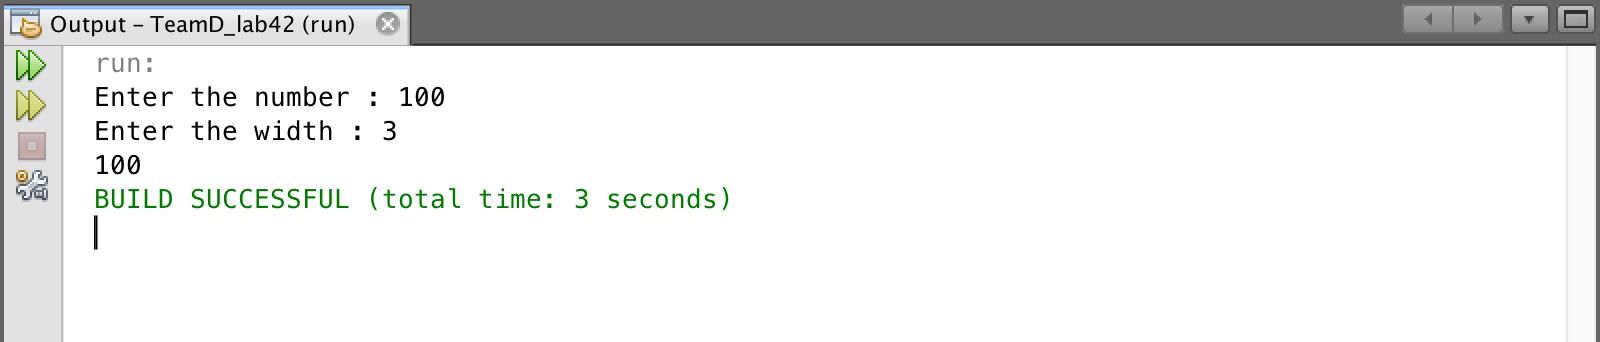 Output – TeamD_lab42 (run)
run:
Enter the number : 100
Enter the width : 3
100
BUILD SUCCESSFUL (total time: 3 seconds)